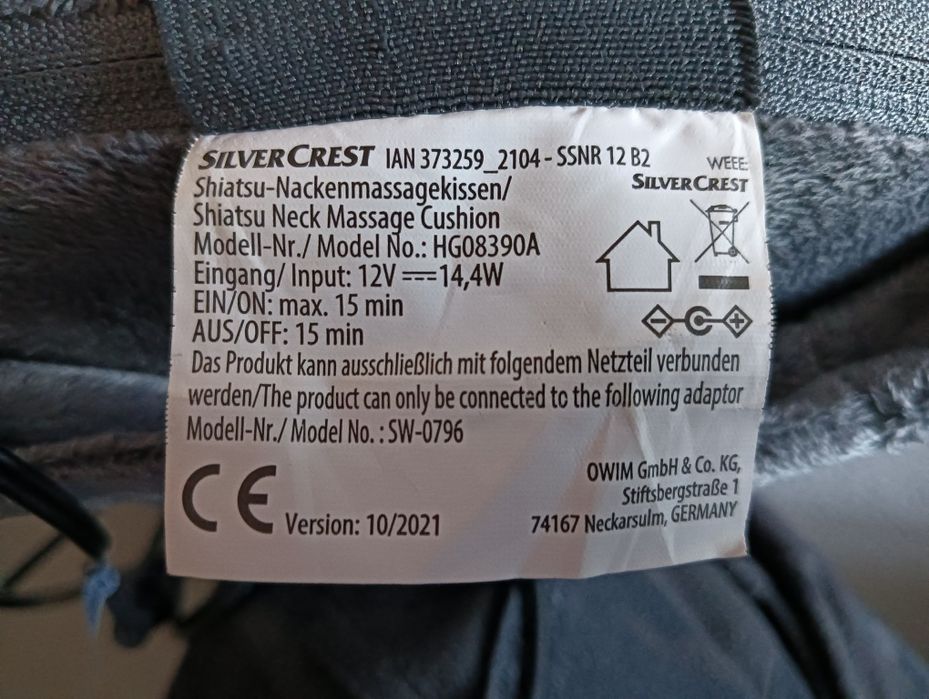 SILVERCREST IAN 373259_2104 - SSNR 12 B2
WEEE:
SILVERCREST
Shiatsu-Nackenmassagekissen/
Shiatsu Neck Massage Cushion
Modell-Nr./ Model No.: HG08390A
Eingang/ Input: 12V ⎓ 14,4W
EIN/ON: max. 15 min
AUS/OFF: 15 min
Das Produkt kann ausschließlich mit folgendem Netzteil verbunden
werden/The product can only be connected to the following adaptor
Modell-Nr./ Model No. : SW-0796
CE Version: 10/2021
OWIM GmbH & Co. KG,
Stiftsbergstraße 1
74167 Neckarsulm, GERMANY